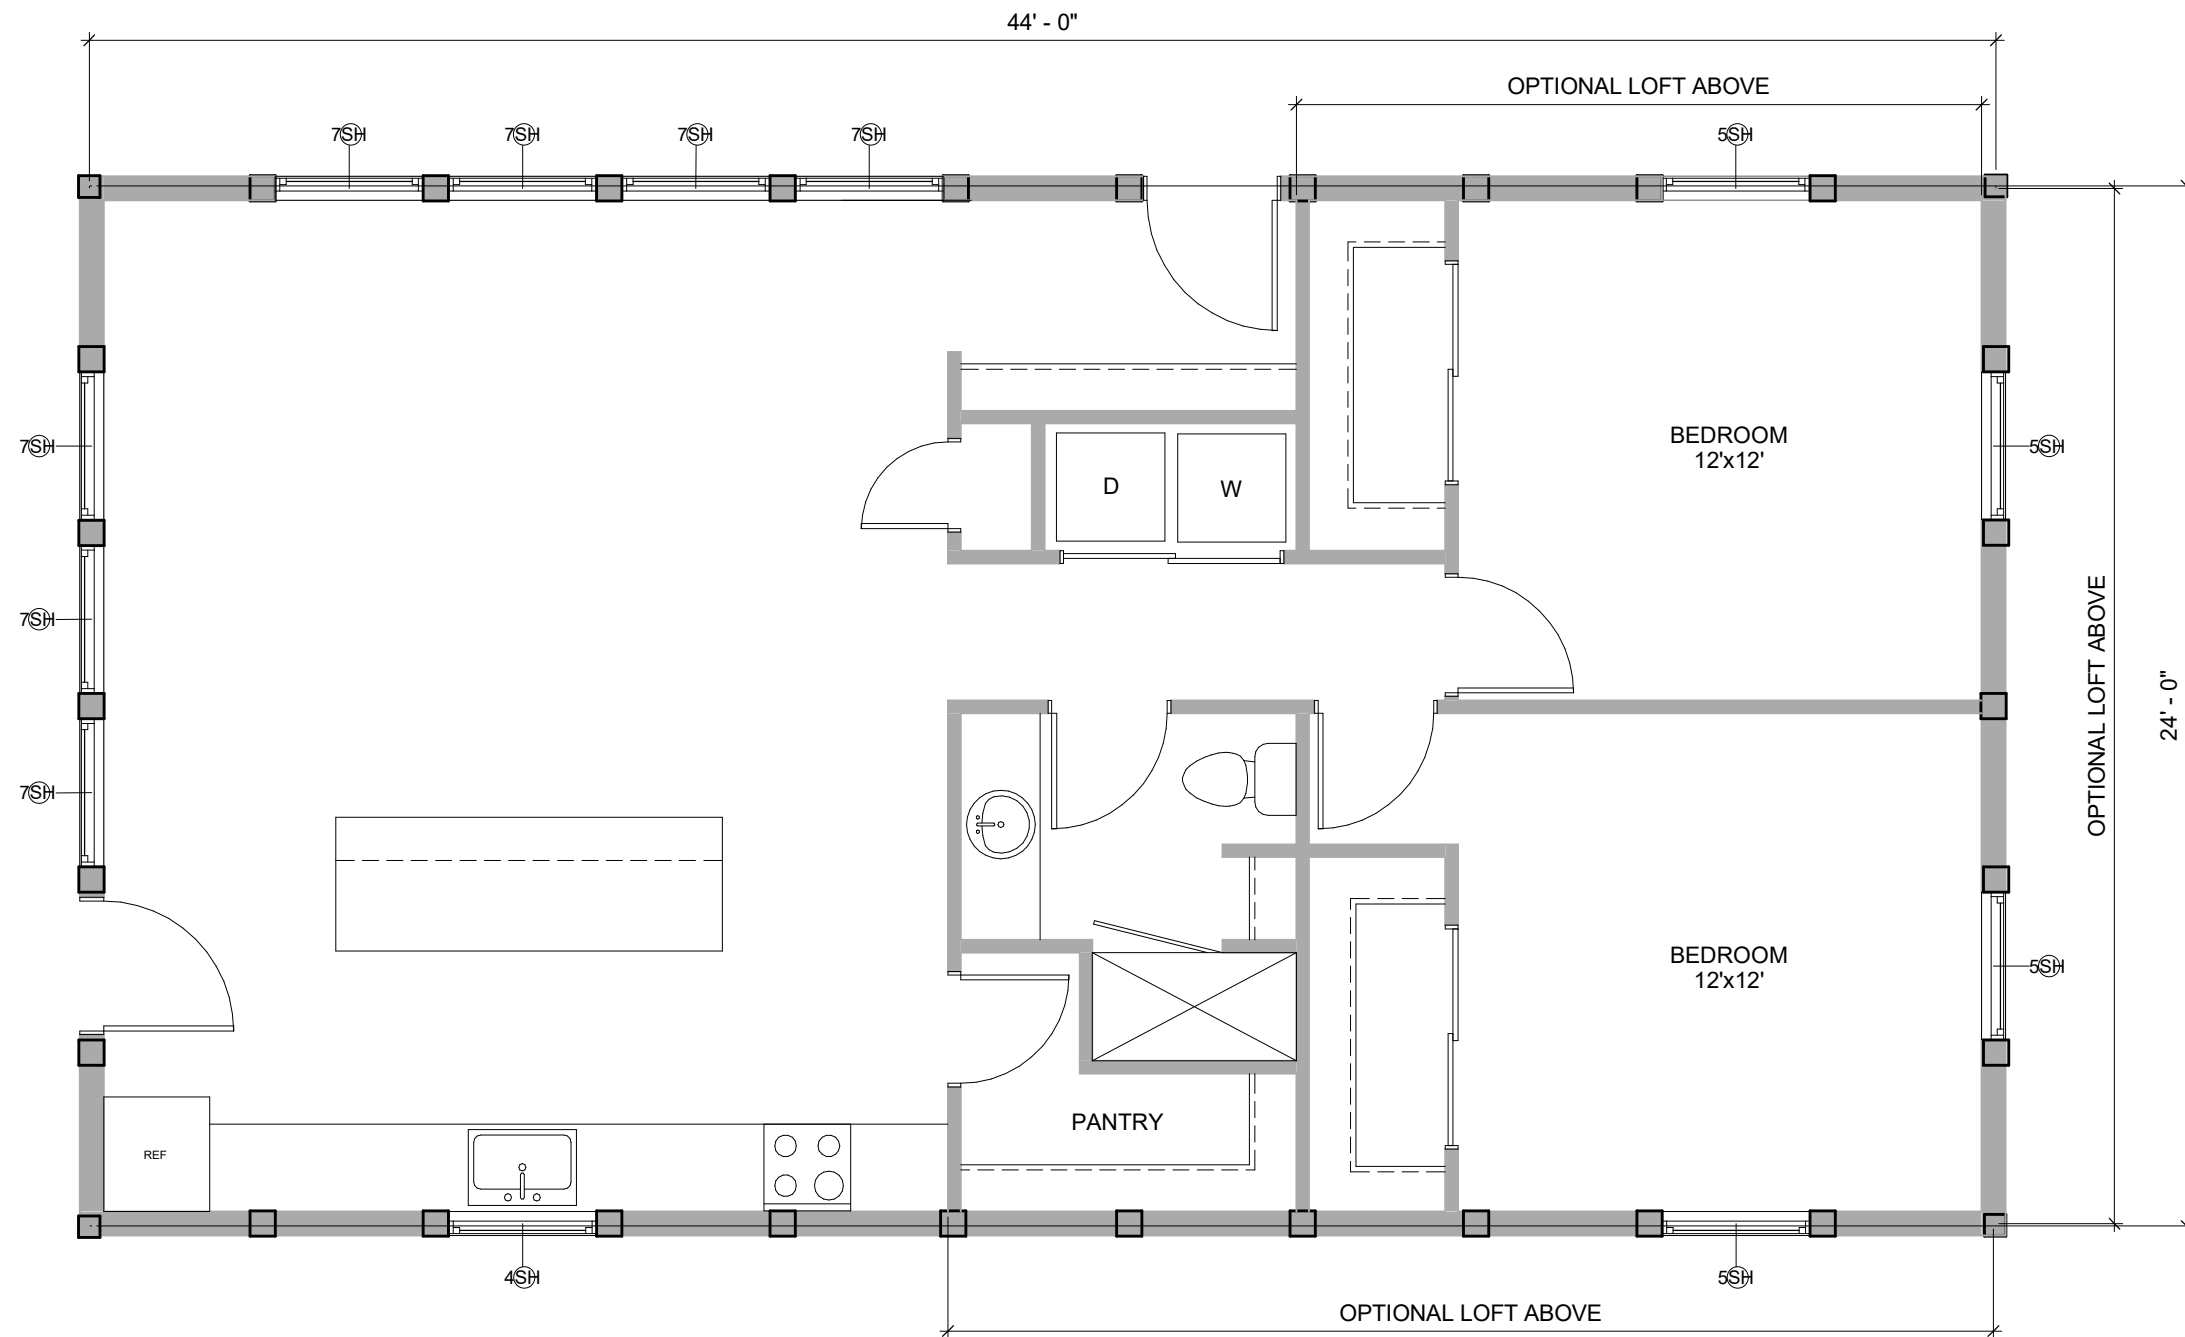 44' - 0"
OPTIONAL LOFT ABOVE
7SH
7SH
7SH
7SH
5SH
7SH
BEDROOM
12'x12'
5SH
D
W
7SH
OPTIONAL LOFT ABOVE
24' - 0"
7SH
BEDROOM
12'x12'
5SH
PANTRY
REF
4SH
5SH
OPTIONAL LOFT ABOVE